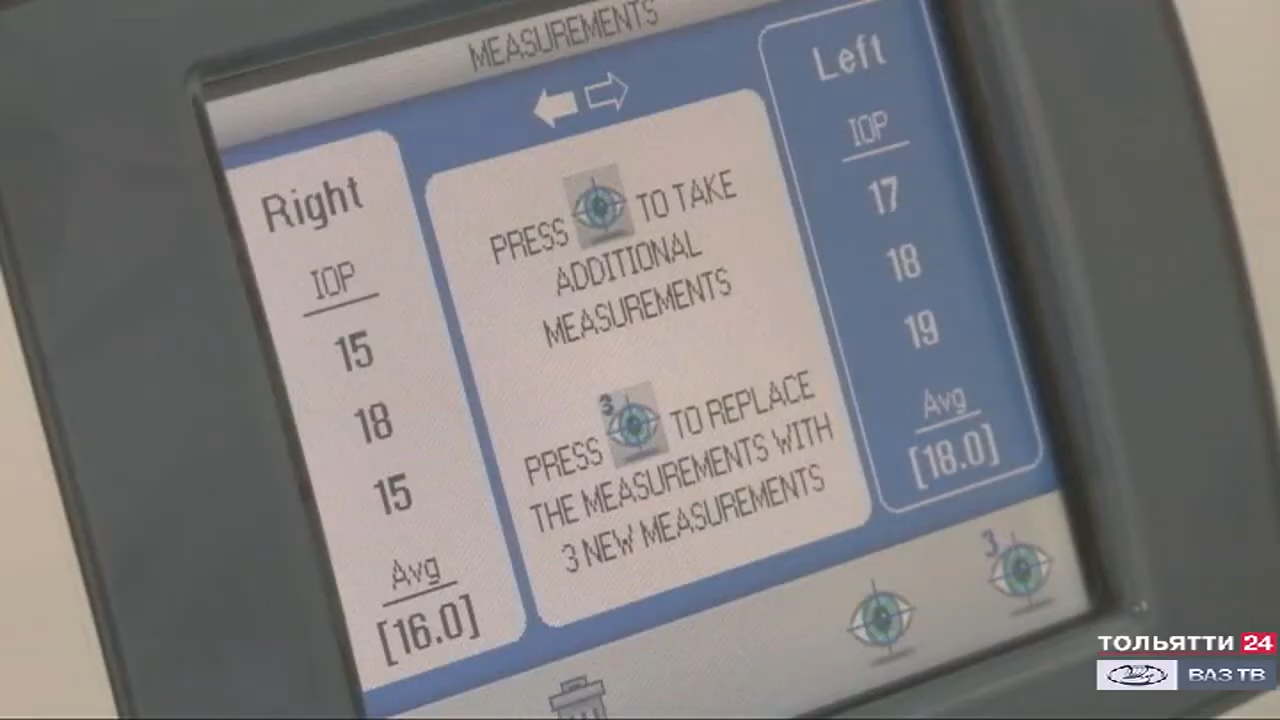 MEASUREMENTS
Right
IOP
15
18
15
Avg
[16.0]
PRESS TO TAKE
ADDITIONAL
MEASUREMENTS
3
PRESS TO REPLACE
THE MEASUREMENTS WITH
3 NEW MEASUREMENTS
Left
IOP
17
18
19
Avg
[18.0]
3
ТОЛЬЯТТИ 24
ВАЗ ТВ